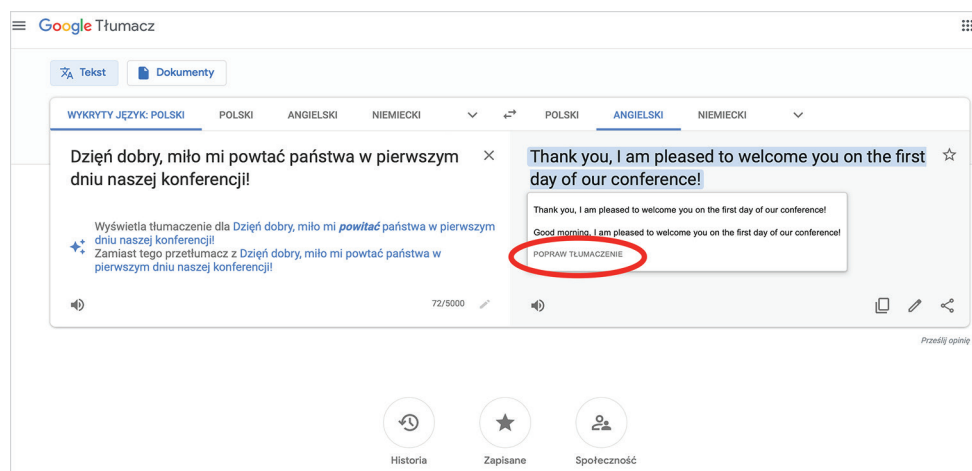 Google Tłumacz
Tekst
Dokumenty
WYKRYTY JĘZYK: POLSKI POLSKI ANGIELSKI NIEMIECKI
POLSKI ANGIELSKI NIEMIECKI
Dzięń dobry, miło mi powtać państwa w pierwszym
dniu naszej konferencji!
Wyświetla tłumaczenie dla Dzięń dobry, miło mi powitać państwa w pierwszym
dniu naszej konferencji!
Zamiast tego przetłumacz z Dzięń dobry, miło mi powtać państwa w
pierwszym dniu naszej konferencji!
72/5000
Thank you, I am pleased to welcome you on the first
day of our conference!
Thank you, I am pleased to welcome you on the first day of our conference!
Good morning, I am pleased to welcome you on the first day of our conference!
POPRAW TŁUMACZENIE
Prześlij opinię
Historia
Zapisane
Społeczność